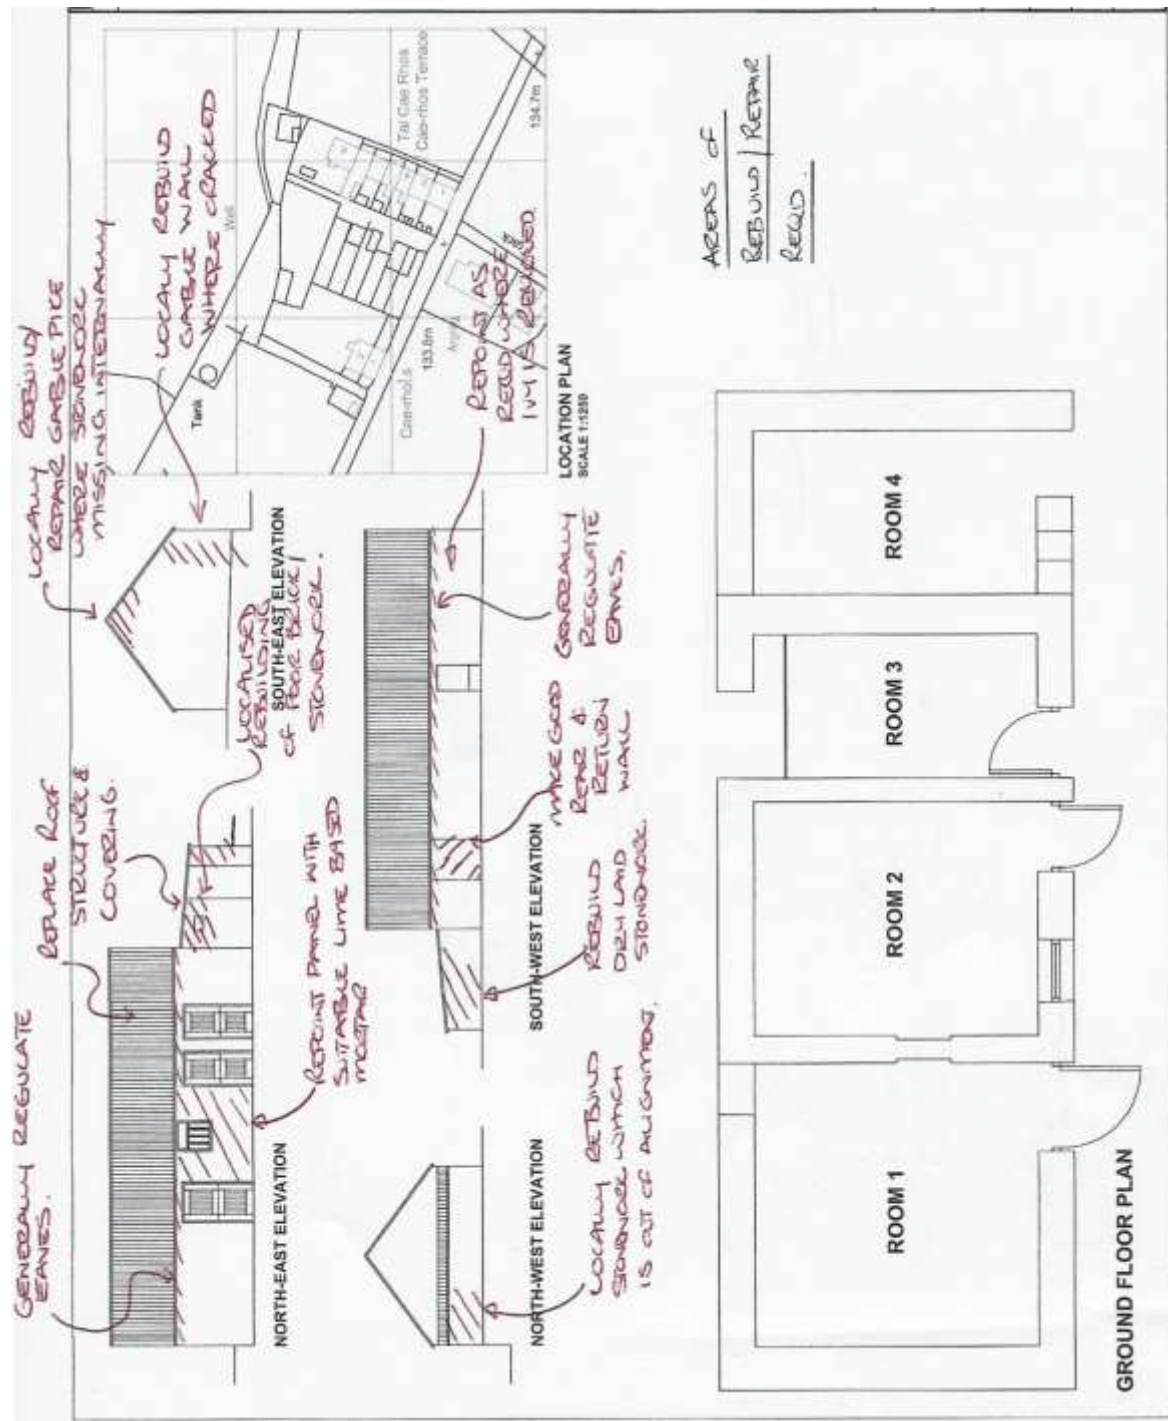 GENERALLY REGULATE
EAVES.
REPLACE ROOF
STRUCTURE &
COVERING.
LOCALLY REBUILD/
REPAIR GABLE PIKE
WHERE STONEWORK
MISSING INTERNALLY
LOCALLY REBUILD
GABLE WALL
WHERE CRACKED
NORTH-EAST ELEVATION
REPOINT PANEL WITH
SUITABLE LIME BASED
MORTAR
LOCALISED
REBUILDING
OF POOR BRICK/
STONEWORK.
SOUTH-EAST ELEVATION
Tank
Well
Tai Cae Rhos
Cae-rhos Terrace
134.7m
133.8m
LOCATION PLAN
SCALE 1:1250
NORTH-WEST ELEVATION
LOCALLY REBUILD
STONEWORK WHICH
IS OUT OF ALIGNMENT.
SOUTH-WEST ELEVATION
REBUILD
DRY LAID
STONEWORK.
MAKE GOOD
REAR &
RETURN
WALL
GENERALLY
REGULATE
EAVES.
REPOINT AS
REQD WHERE
IVY IS REMOVED.
AREAS OF
REBUILD / REPAIR
REQD.
ROOM 1
ROOM 2
ROOM 3
ROOM 4
GROUND FLOOR PLAN